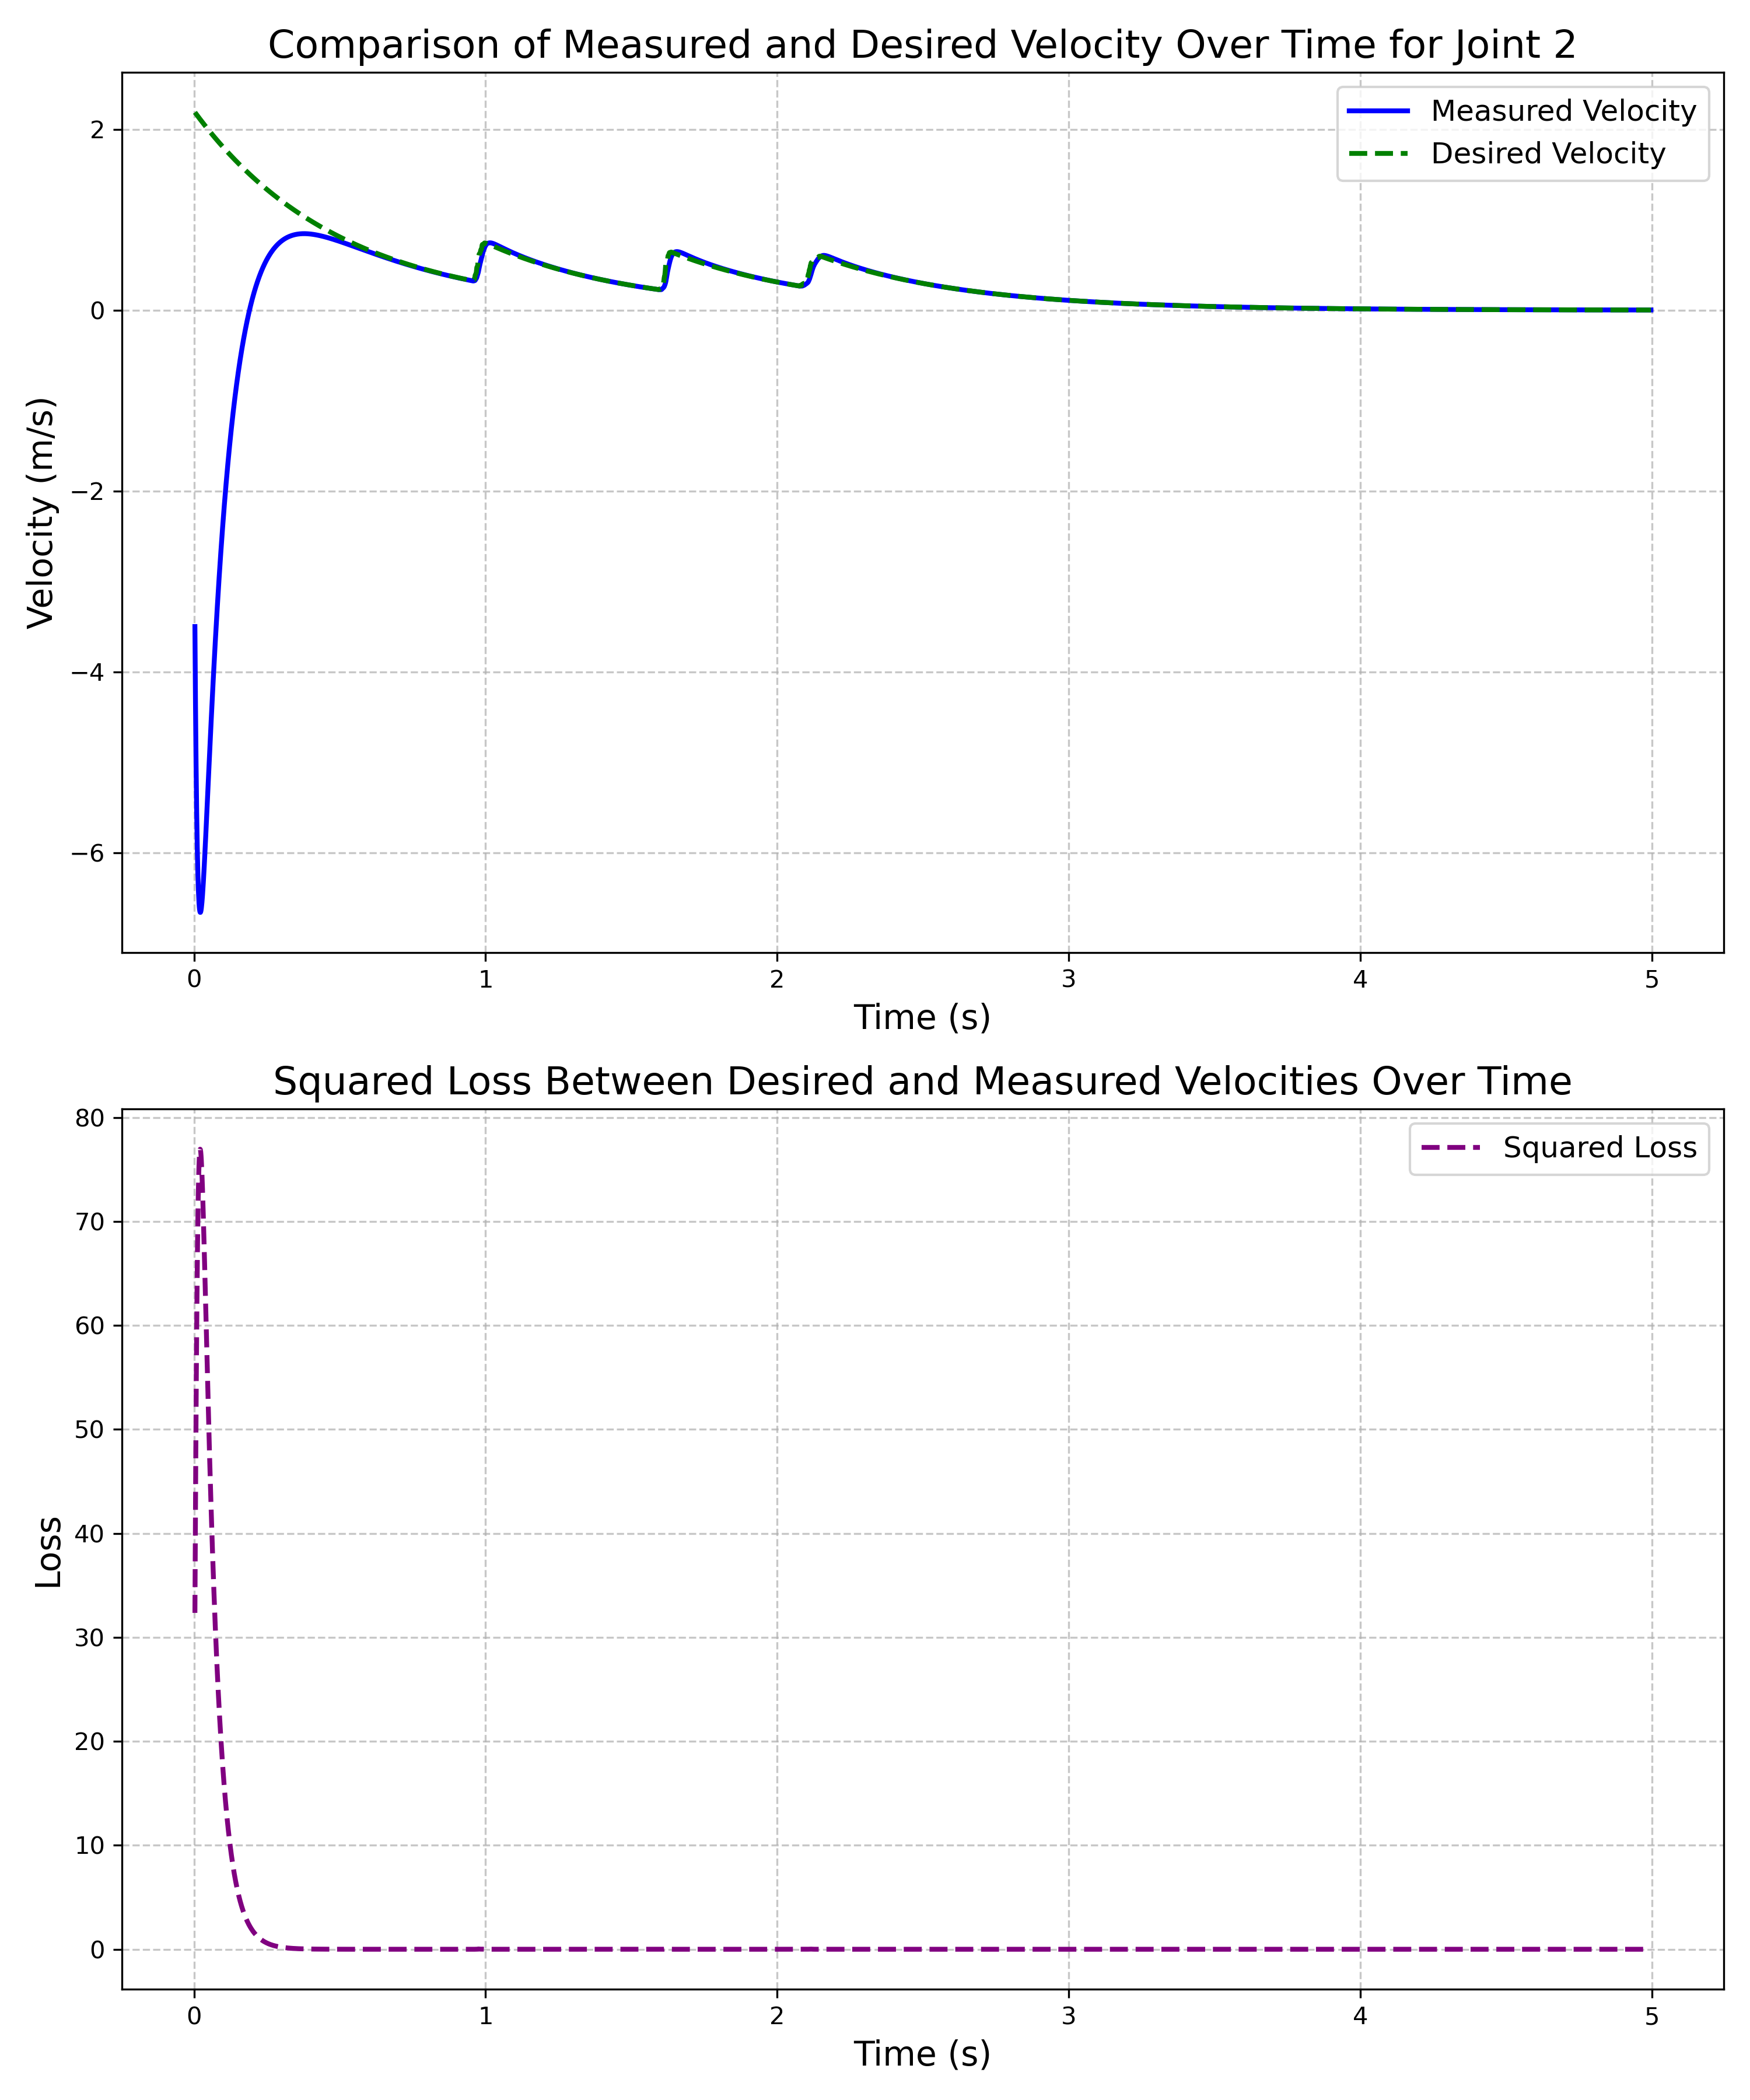 Comparison of Measured and Desired Velocity Over Time for Joint 2
Measured Velocity
Desired Velocity
2
0
−2
−4
−6
Velocity (m/s)
0 1 2 3 4 5
Time (s)
Squared Loss Between Desired and Measured Velocities Over Time
Squared Loss
80
70
60
50
40
30
20
10
0
Loss
0 1 2 3 4 5
Time (s)